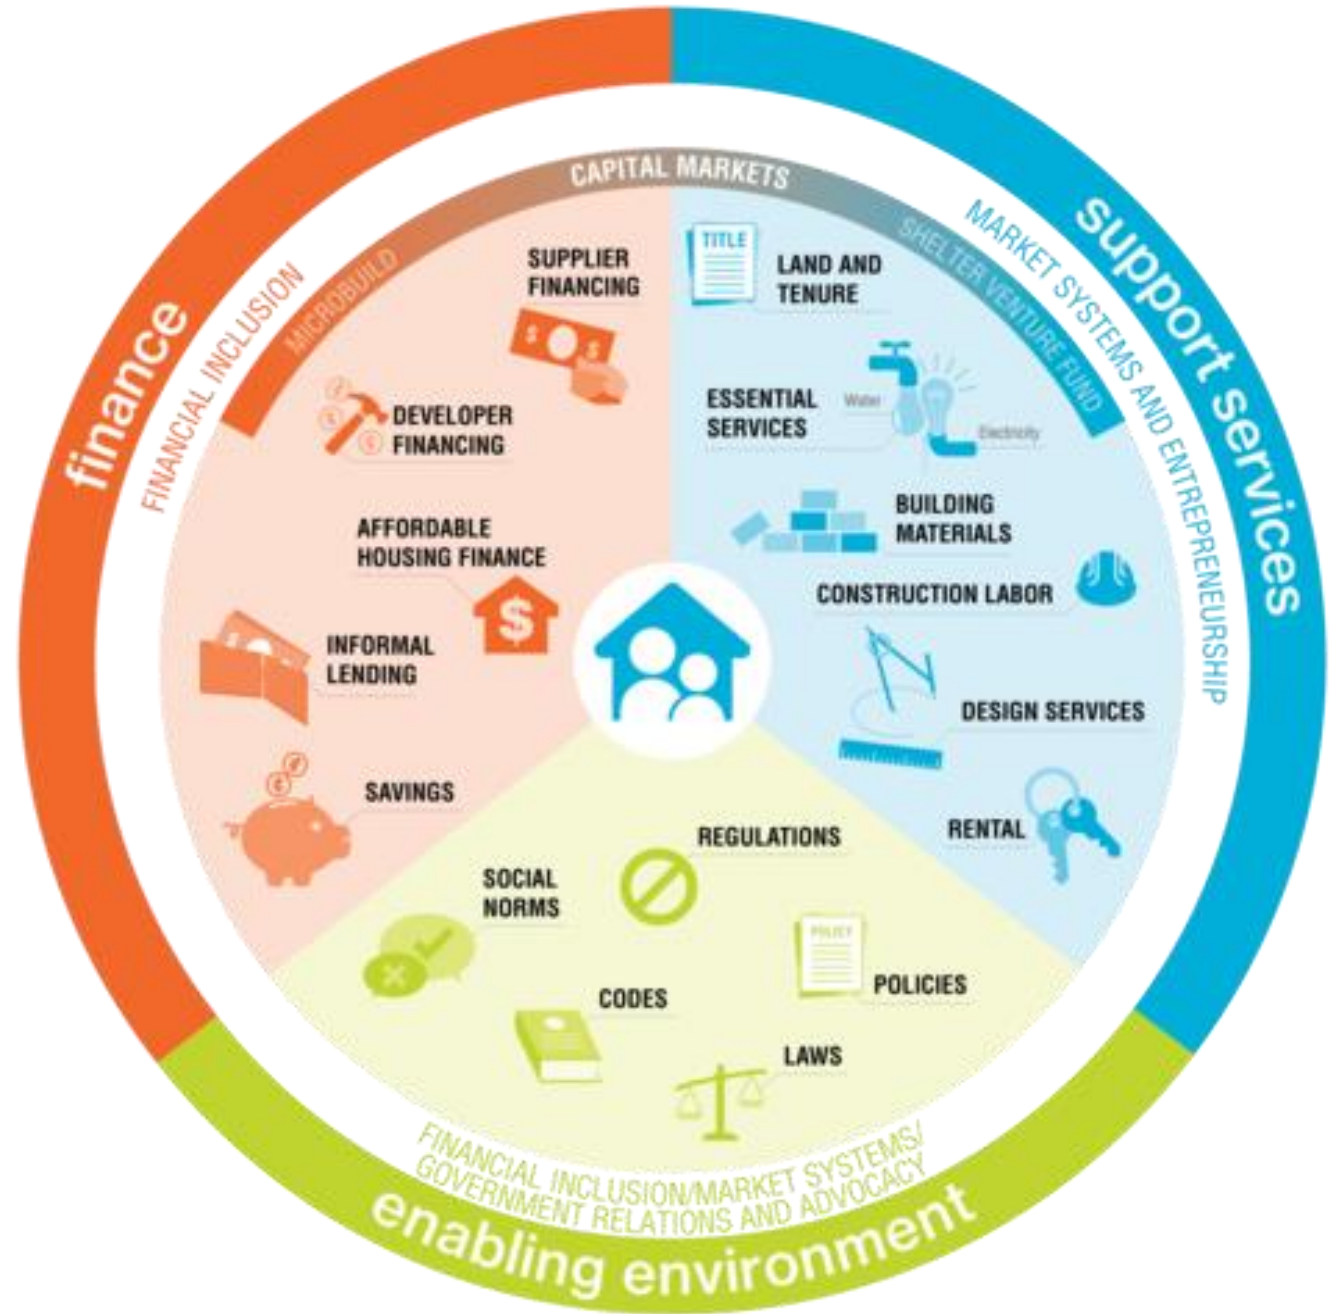 finance
FINANCIAL INCLUSION
MICROBUILD
CAPITAL MARKETS
SHELTER VENTURE FUND
MARKET SYSTEMS AND ENTREPRENEURSHIP
support services
SUPPLIER
FINANCING
DEVELOPER
FINANCING
AFFORDABLE
HOUSING FINANCE
INFORMAL
LENDING
SAVINGS
TITLE
LAND AND
TENURE
ESSENTIAL
SERVICES
Water
Electricity
BUILDING
MATERIALS
CONSTRUCTION LABOR
DESIGN SERVICES
RENTAL
REGULATIONS
SOCIAL
NORMS
POLICY
POLICIES
CODES
LAWS
FINANCIAL INCLUSION/MARKET SYSTEMS/
GOVERNMENT RELATIONS AND ADVOCACY
enabling environment